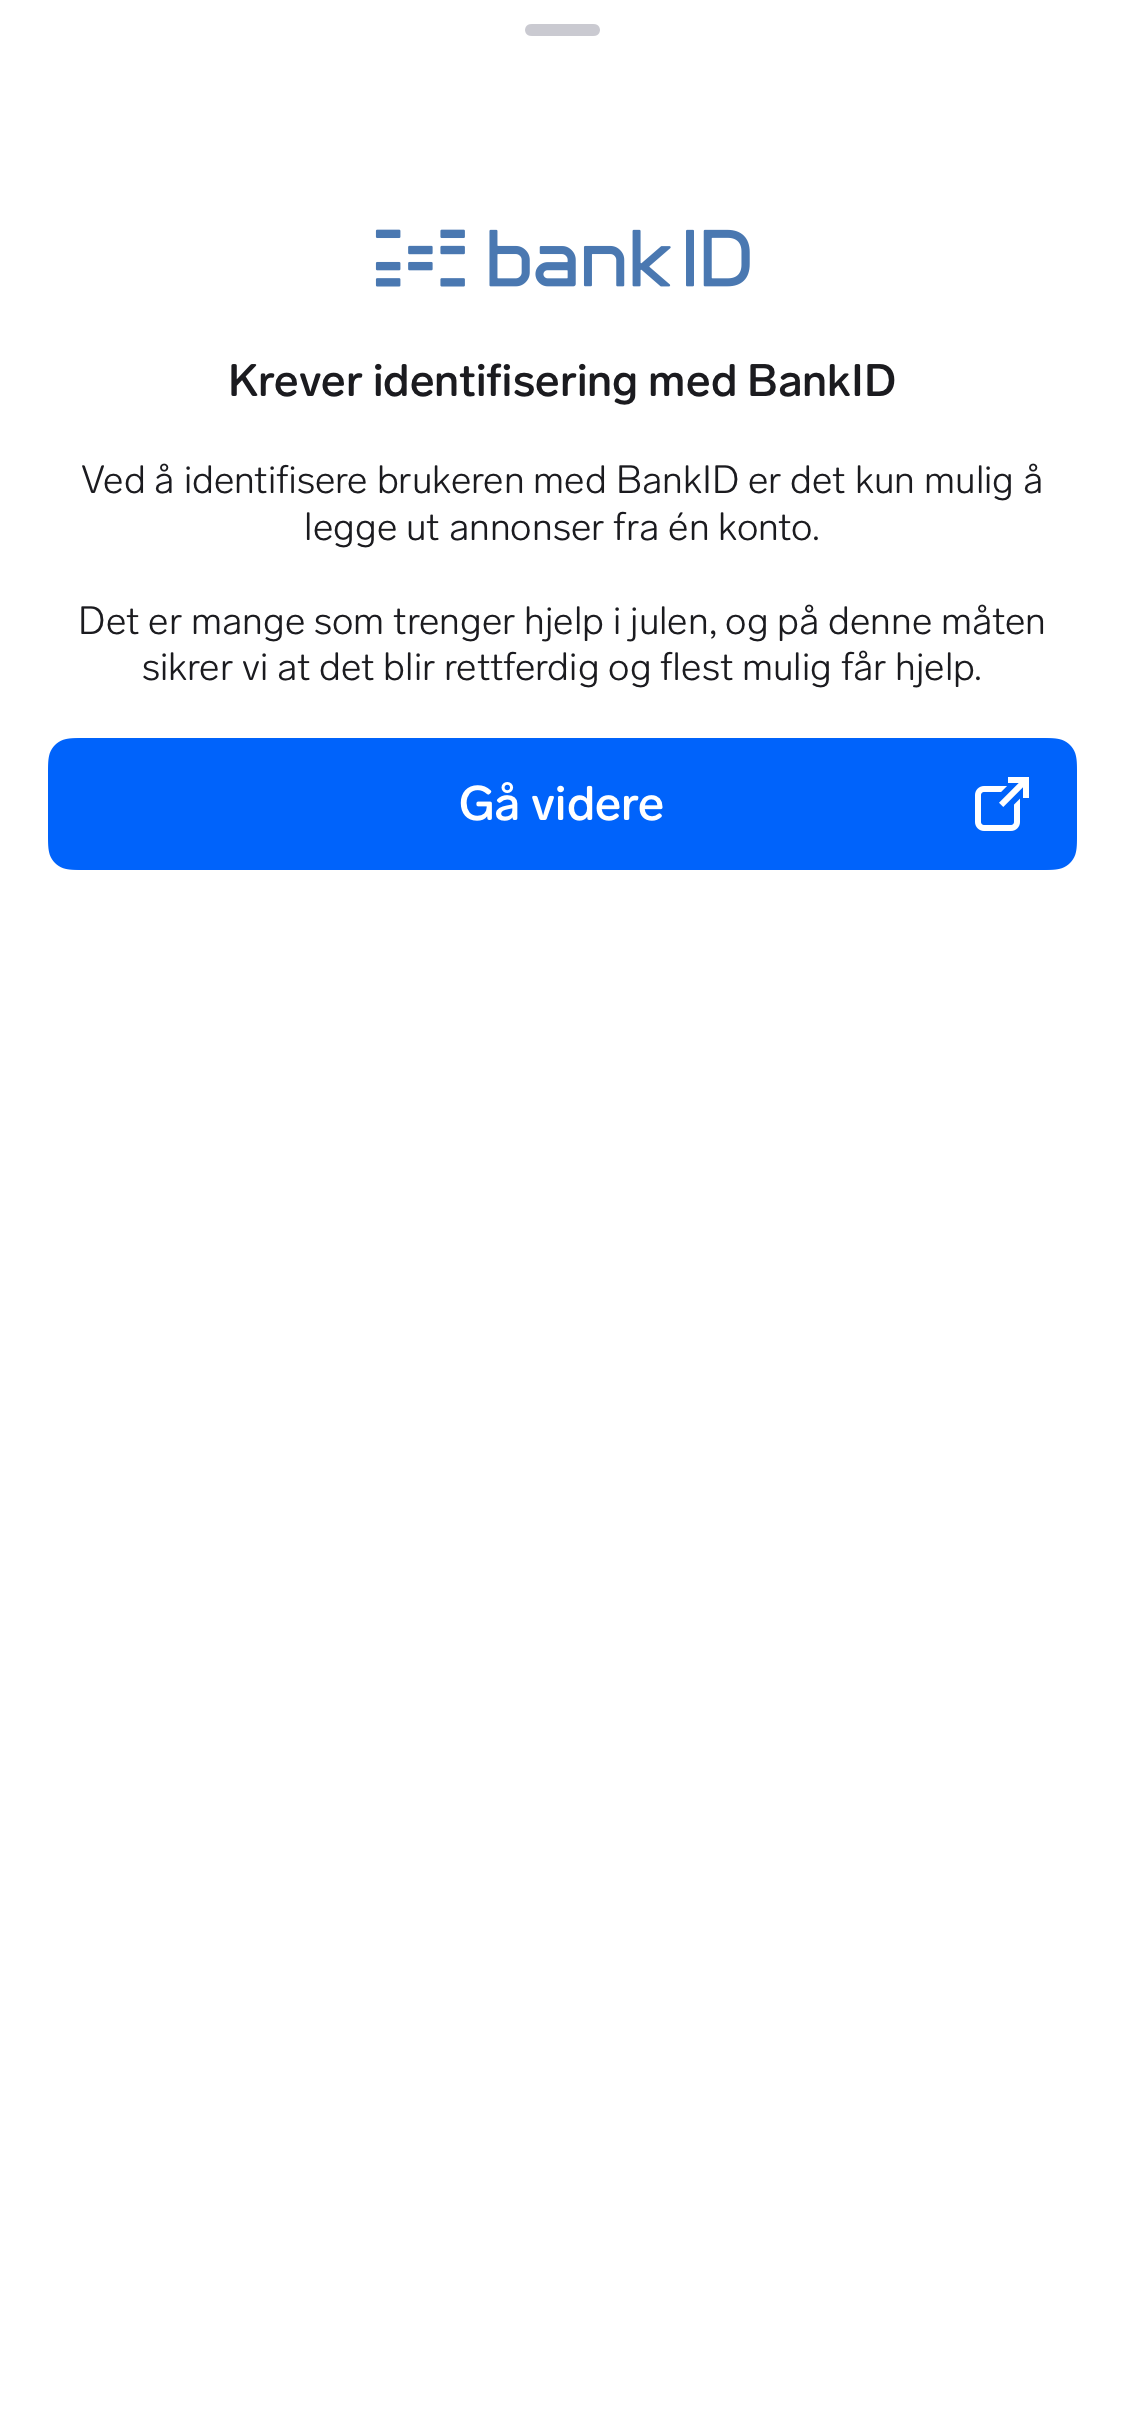 bankID
Krever identifisering med BankID
Ved å identifisere brukeren med BankID er det kun mulig å
legge ut annonser fra én konto.
Det er mange som trenger hjelp i julen, og på denne måten
sikrer vi at det blir rettferdig og flest mulig får hjelp.
Gå videre